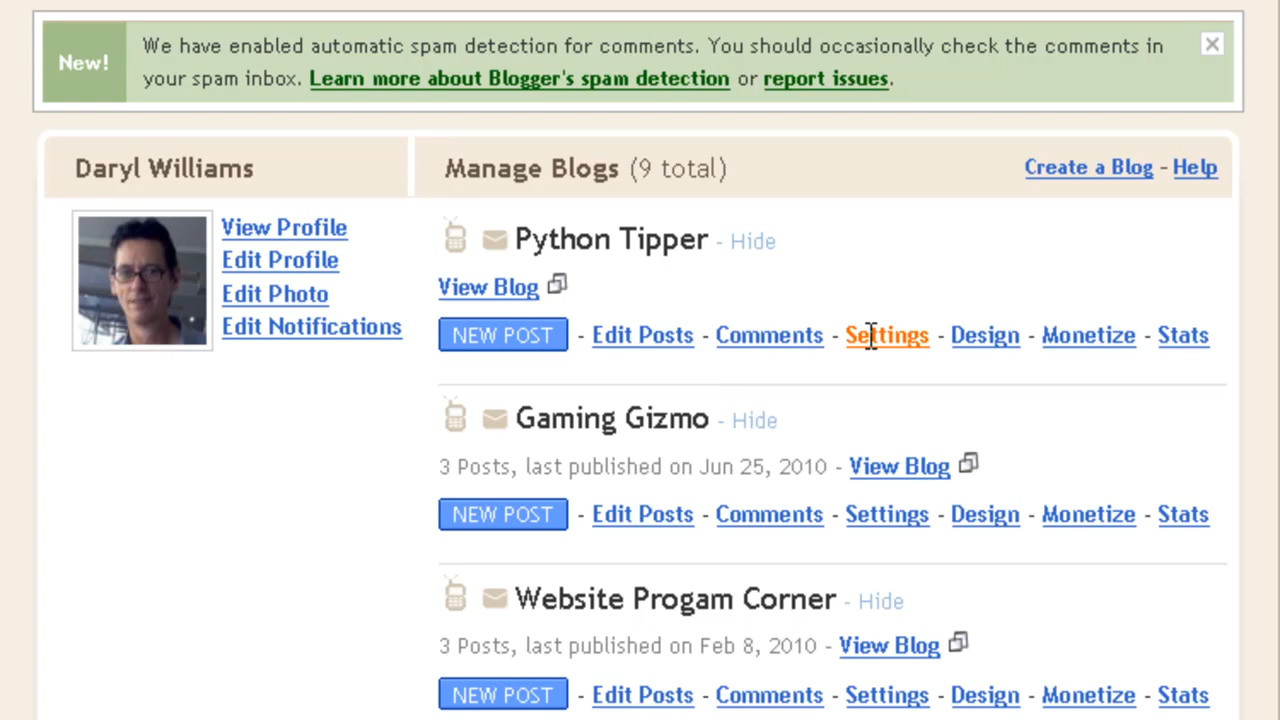 New!
We have enabled automatic spam detection for comments. You should occasionally check the comments in
your spam inbox. Learn more about Blogger's spam detection or report issues.
Daryl Williams
Manage Blogs (9 total)
Create a Blog - Help
View Profile
Edit Profile
Edit Photo
Edit Notifications
Python Tipper - Hide
View Blog
NEW POST - Edit Posts - Comments - Settings - Design - Monetize - Stats
Gaming Gizmo - Hide
3 Posts, last published on Jun 25, 2010 - View Blog
NEW POST - Edit Posts - Comments - Settings - Design - Monetize - Stats
Website Progam Corner - Hide
3 Posts, last published on Feb 8, 2010 - View Blog
NEW POST - Edit Posts - Comments - Settings - Design - Monetize - Stats